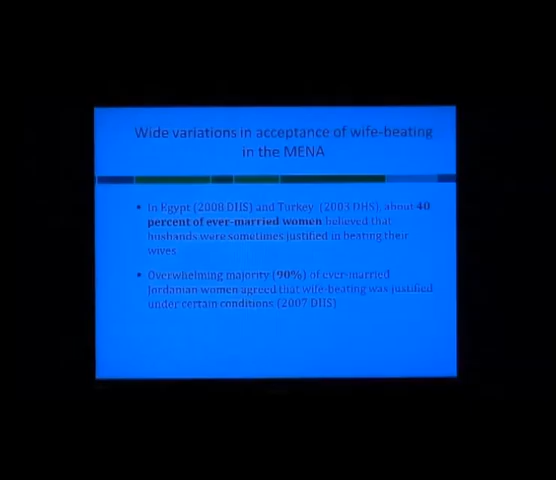 Wide variations in acceptance of wife-beating
in the MENA
• In Egypt (2008 DHS) and Turkey (2003 DHS), about 40
percent of ever-married women believed that
husbands were sometimes justified in beating their
wives
• Overwhelming majority (90%) of ever-married
Jordanian women agreed that wife-beating was justified
under certain conditions (2007 DHS)